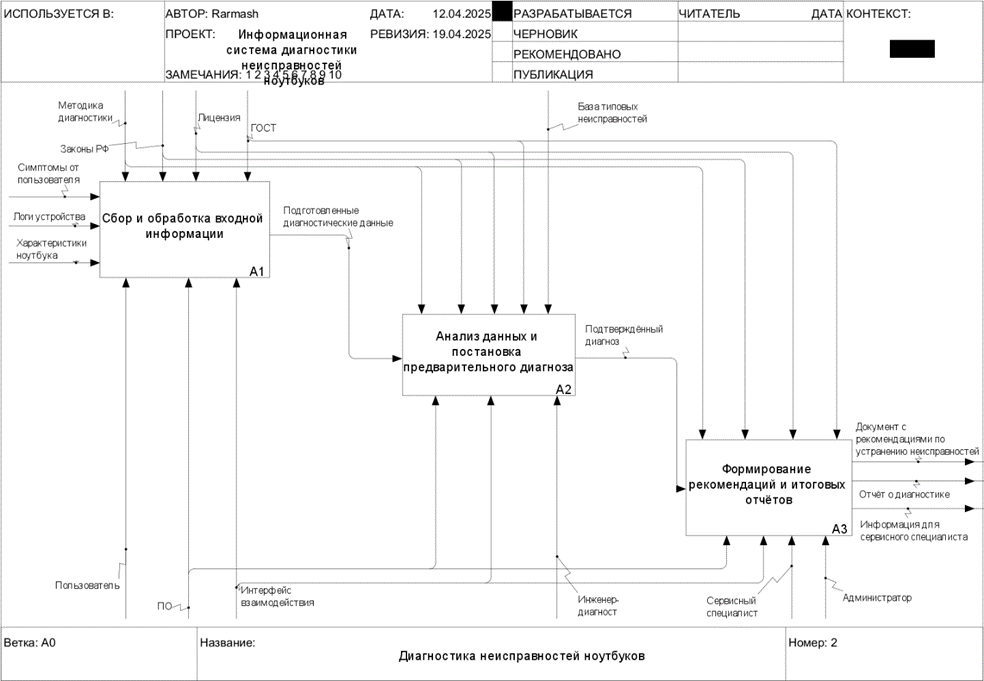 ИСПОЛЬЗУЕТСЯ В:
АВТОР: Rarmash
ДАТА: 12.04.2025
РАЗРАБАТЫВАЕТСЯ
ЧИТАТЕЛЬ
ДАТА
КОНТЕКСТ:
ПРОЕКТ: Информационная
система диагностики
неисправностей
ноутбуков
РЕВИЗИЯ: 19.04.2025
ЧЕРНОВИК
РЕКОМЕНДОВАНО
ЗАМЕЧАНИЯ: 1 2 3 4 5 6 7 8 9 10
ПУБЛИКАЦИЯ
Методика
диагностики
Законы РФ
Лицензия
ГОСТ
База типовых
неисправностей
Симптомы от
пользователя
Логи устройства
Характеристики
ноутбука
Сбор и обработка входной
информации
A1
Подготовленные
диагностические данные
Анализ данных и
постановка
предварительного диагноза
A2
Подтверждённый
диагноз
Формирование
рекомендаций и итоговых
отчётов
A3
Документ с
рекомендациями по
устранению неисправностей
Отчёт о диагностике
Информация для
сервисного специалиста
Пользователь
ПО
Интерфейс
взаимодействия
Инженер-
диагност
Сервисный
специалист
Администратор
Ветка: A0
Название:
Диагностика неисправностей ноутбуков
Номер: 2